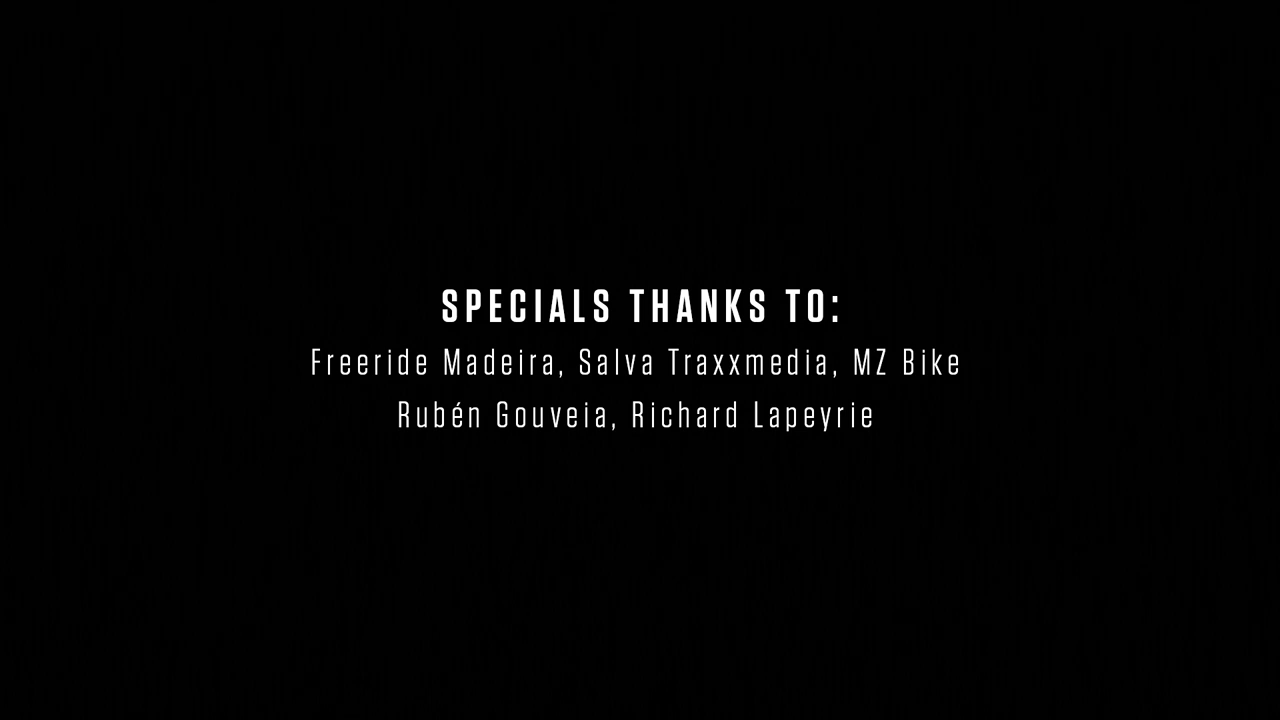 SPECIALS THANKS TO:
Freeride Madeira, Salva Traxxmedia, MZ Bike
Rubén Gouveia, Richard Lapeyrie